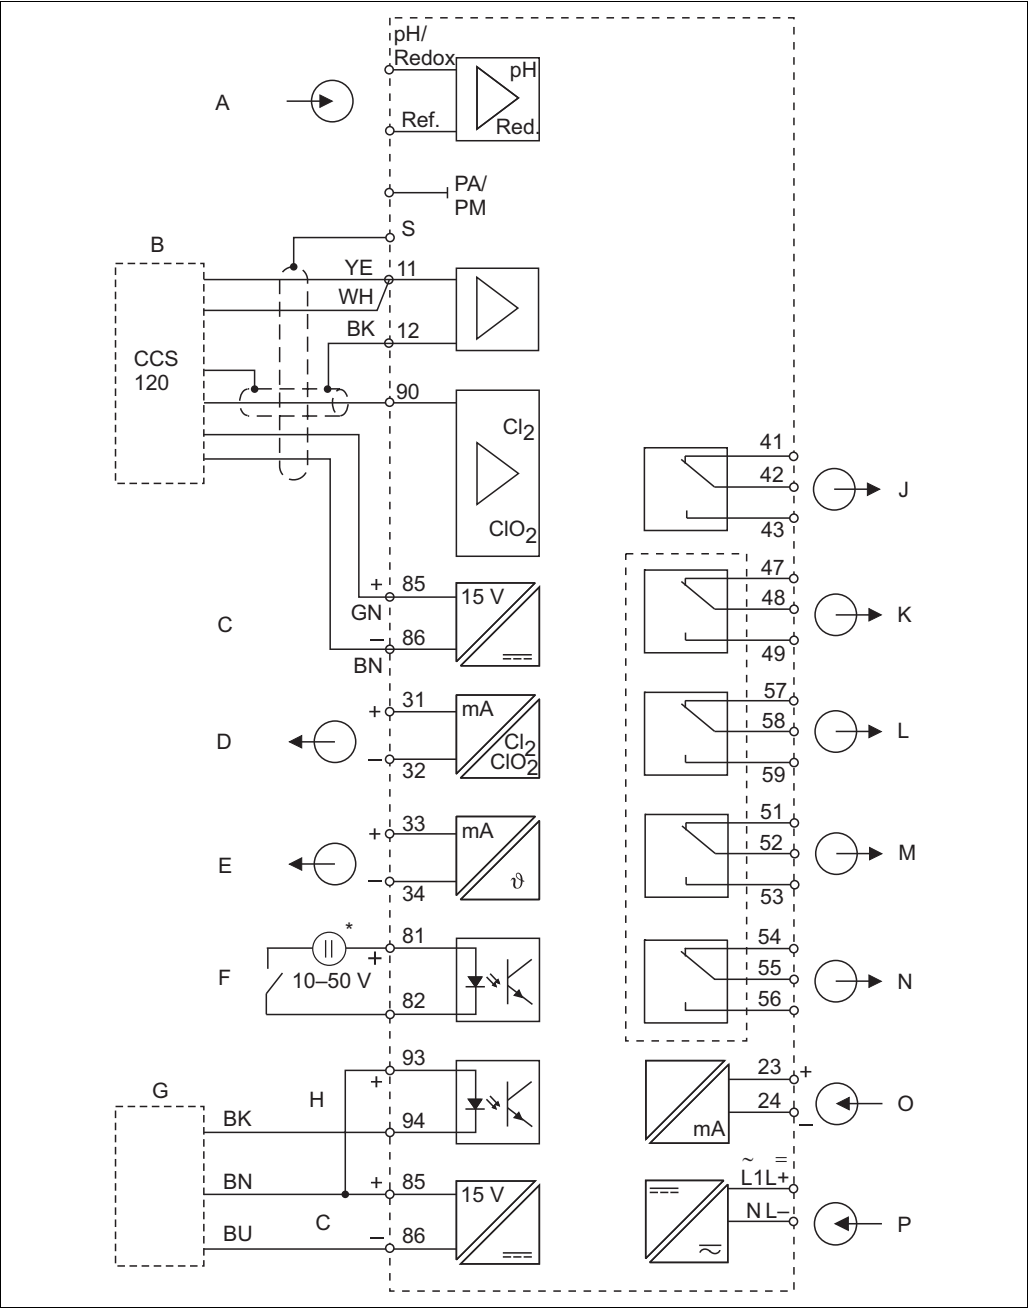 pH/
Redox
pH
A
Ref.
Red.
PA/
PM
S
B
YE
11
WH
BK
12
CCS
120
90
Cl2
ClO2
+
85
GN
15 V
C
–
86
BN
31
+
mA
D
Cl2
ClO2
–
32
33
+
mA
E
ϑ
–
34
*
81
+
F
10–50 V
82
93
+
G
H
BK
94
BN
+
85
15 V
C
BU
–
86
41
42
J
43
47
48
K
49
57
58
L
59
51
52
M
53
54
55
N
56
23
+
24
O
mA
–
~ =
L1L+
N L–
P